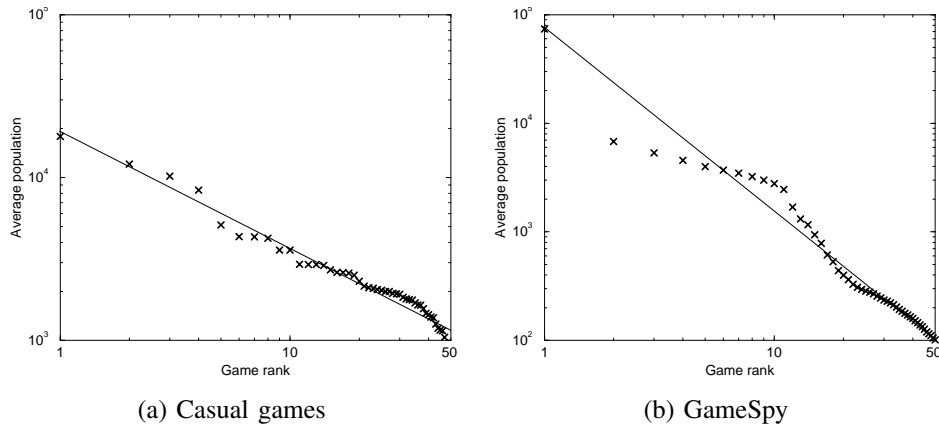 10^5
10^4
10^3
Average population
1
10
50
Game rank
(a) Casual games
10^5
10^4
10^3
10^2
Average population
1
10
50
Game rank
(b) GameSpy